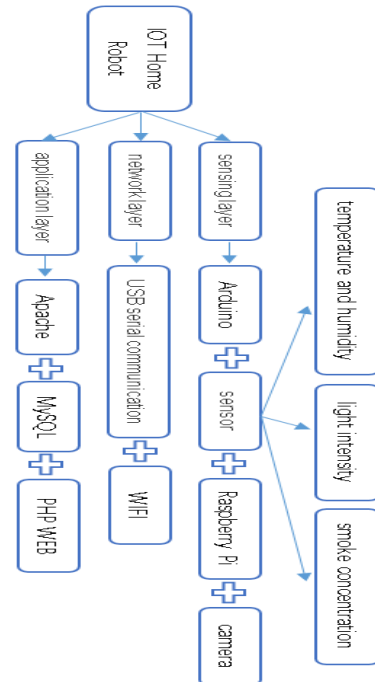 IOT Home
Robot
sensing layer
Arduino
sensor
Raspberry Pi
camera
temperature and humidity
light intensity
smoke concentration
network layer
USB serial communication
WIFI
application layer
Apache
MySQL
PHP WEB